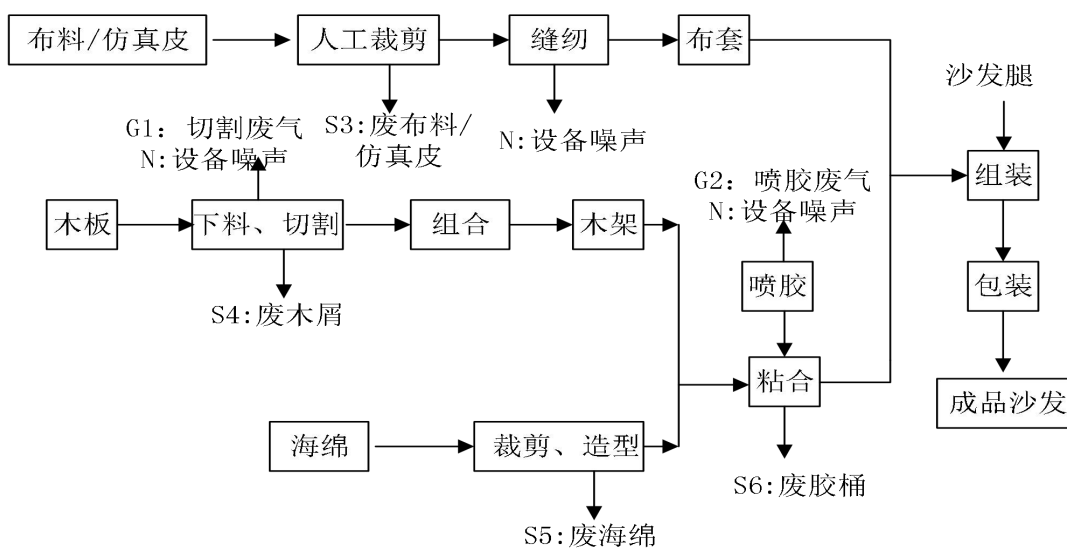 布料/仿真皮
人工裁剪
缝纫
布套
沙发腿
G1：切割废气
N:设备噪声
S3:废布料/
仿真皮
N:设备噪声
G2：喷胶废气
N:设备噪声
组装
木板
下料、切割
组合
木架
喷胶
包装
S4:废木屑
粘合
成品沙发
海绵
裁剪、造型
S6:废胶桶
S5:废海绵